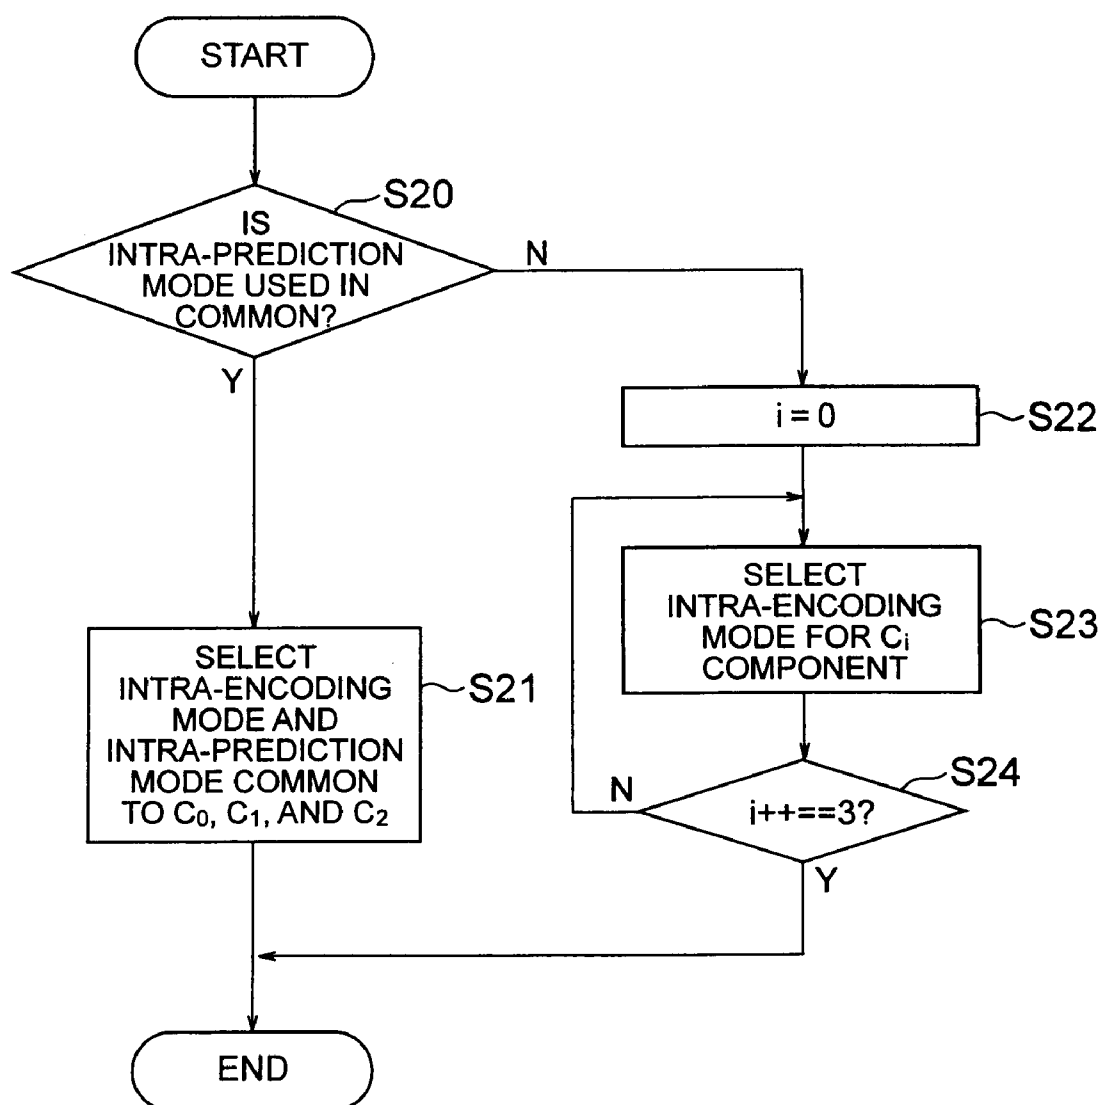 START
S20
IS
INTRA-PREDICTION
MODE USED IN
COMMON?
N
Y
i = 0
S22
SELECT
INTRA-ENCODING
MODE FOR Ci
COMPONENT
S23
SELECT
INTRA-ENCODING
MODE AND
INTRA-PREDICTION
MODE COMMON
TO C0, C1, AND C2
S21
S24
N
i++==3?
Y
END